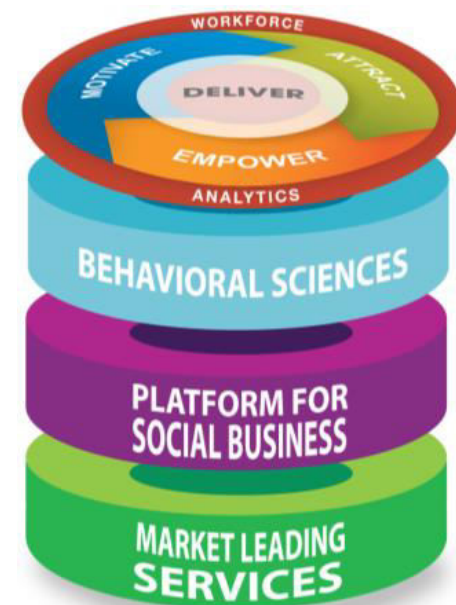 WORKFORCE
MOTIVATE
ATTRACT
DELIVER
EMPOWER
ANALYTICS
BEHAVIORAL SCIENCES
PLATFORM FOR
SOCIAL BUSINESS
MARKET LEADING
SERVICES